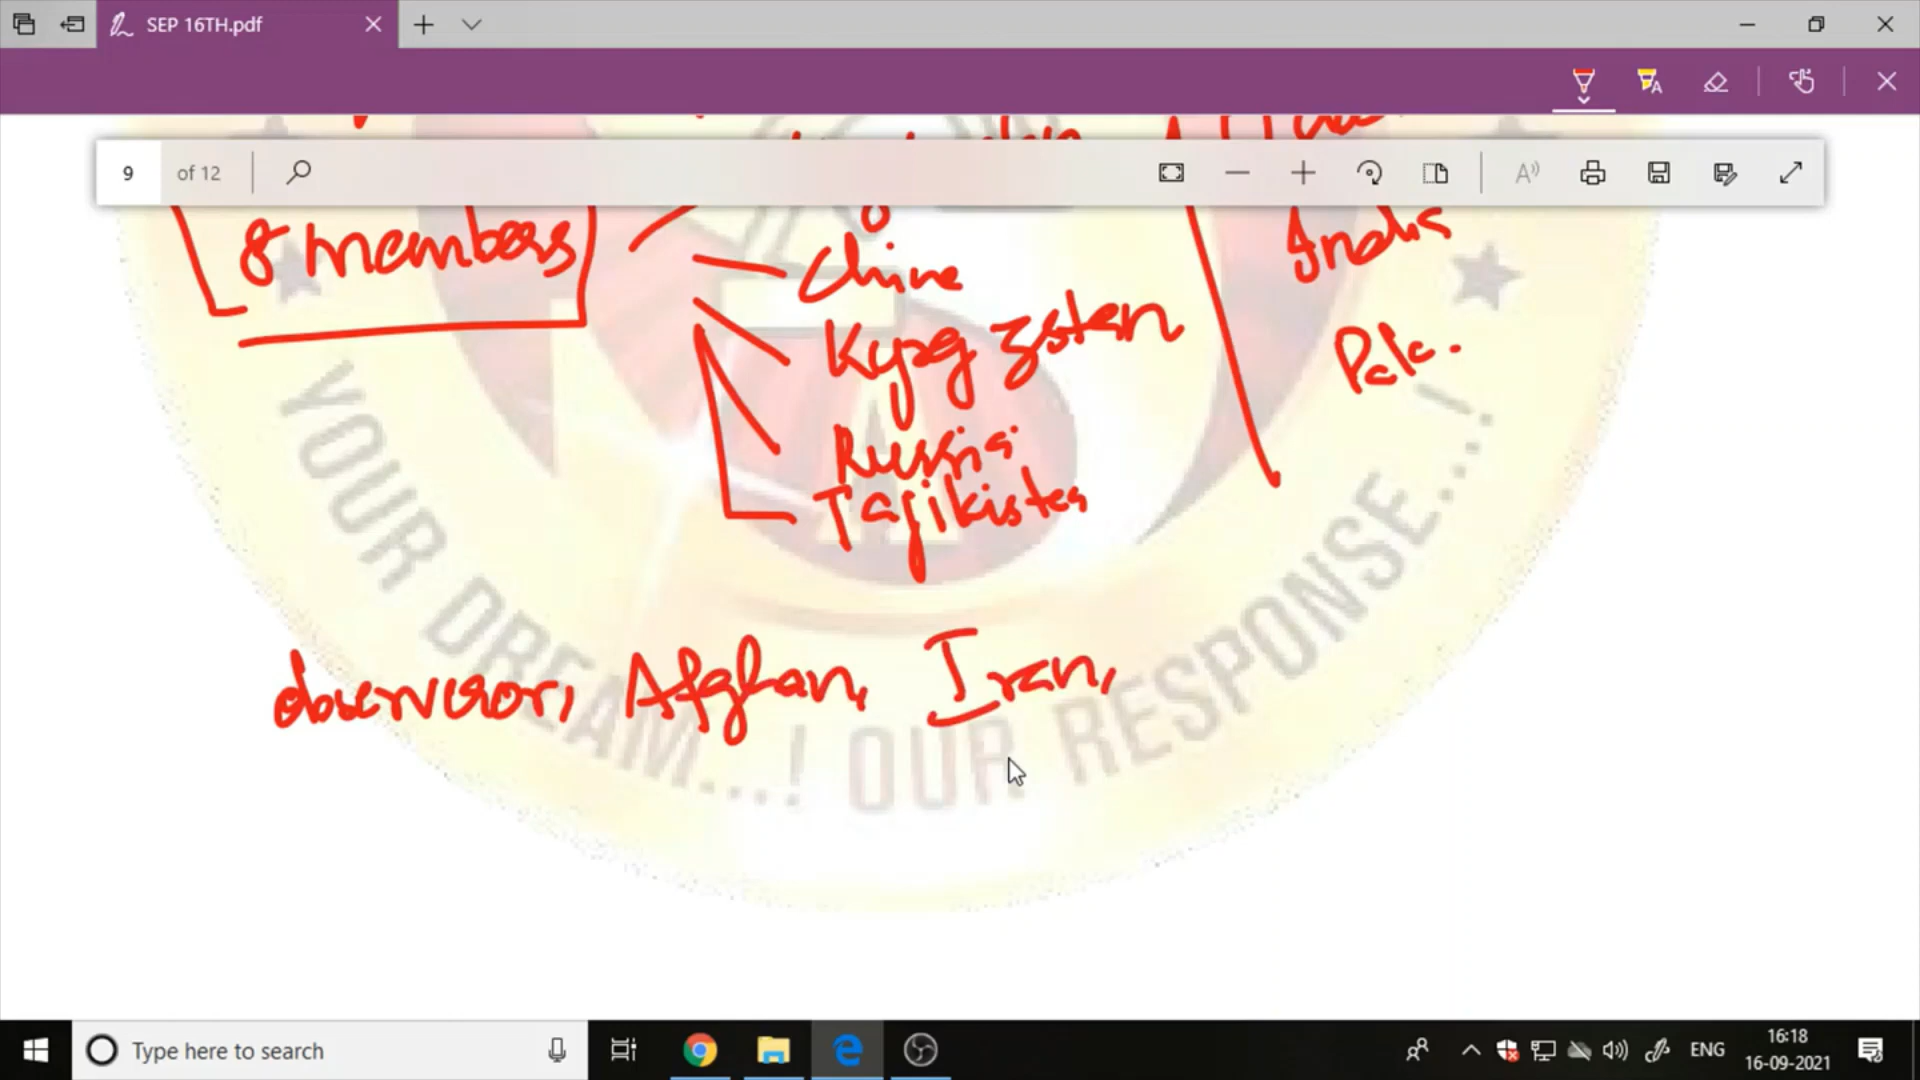 SEP 16TH.pdf
9 of 12
8 members
China
Kyrgyzstan
Russia
Tajikistan
India
Pak.
observeror, Afghan, Iran,
YOUR DREAM...! OUR RESPONSE...!
Type here to search
ENG
16:18
16-09-2021